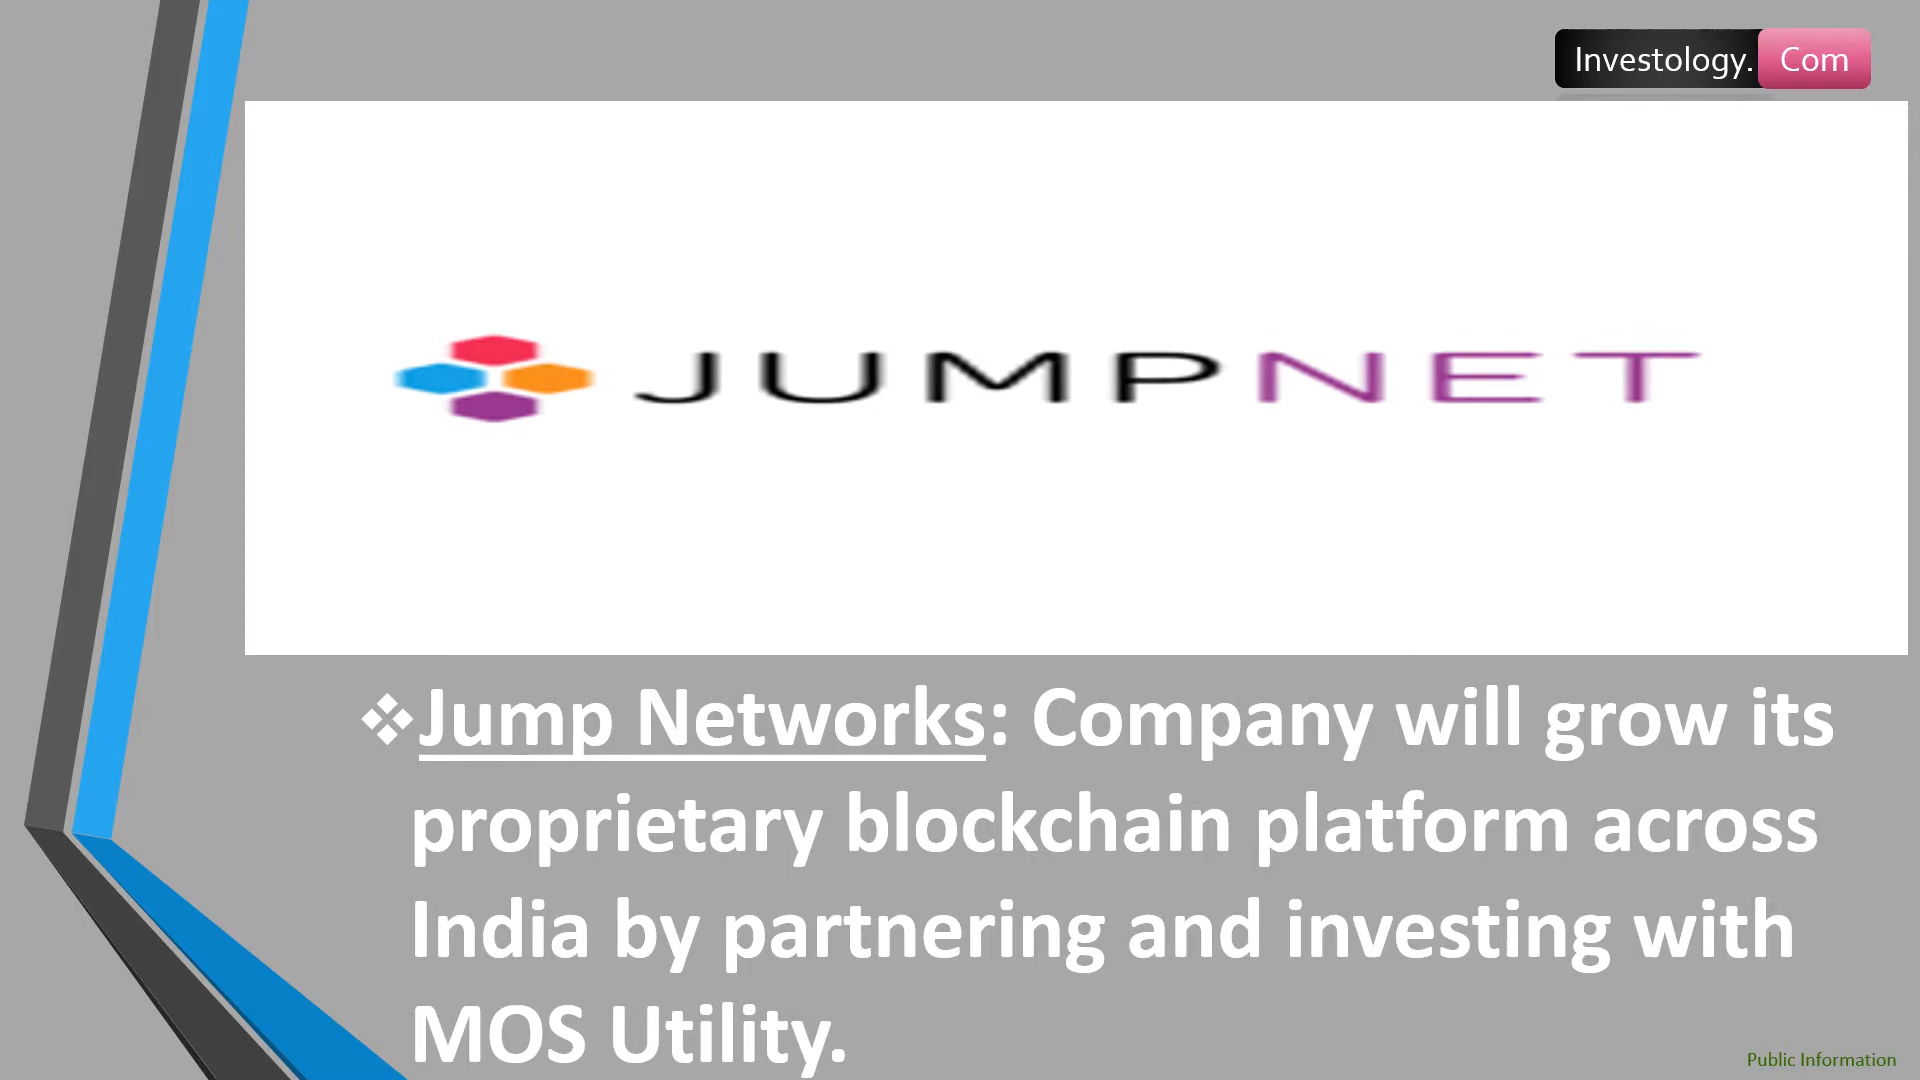 Investology. Com
JUMPNET
❖Jump Networks: Company will grow its
proprietary blockchain platform across
India by partnering and investing with
MOS Utility.
Public Information